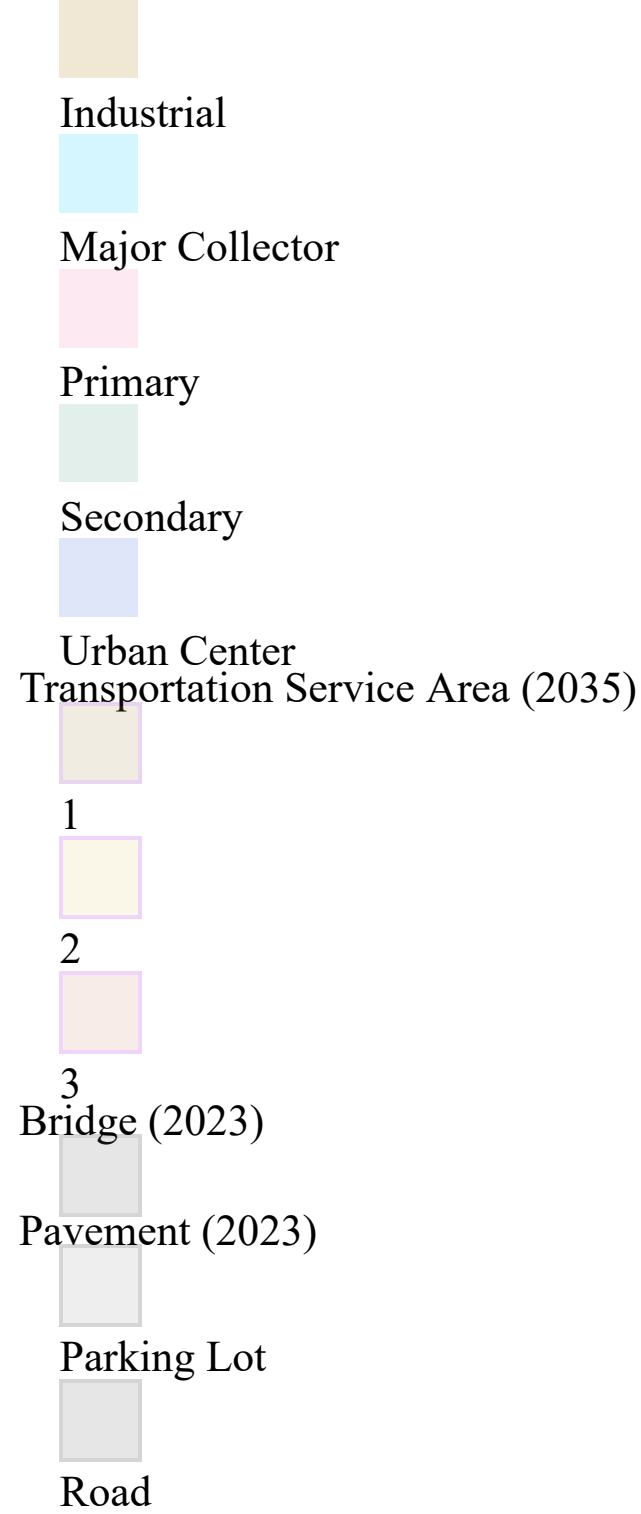 Industrial
Major Collector
Primary
Secondary
Urban Center
Transportation Service Area (2035)
1
2
3
Bridge (2023)
Pavement (2023)
Parking Lot
Road